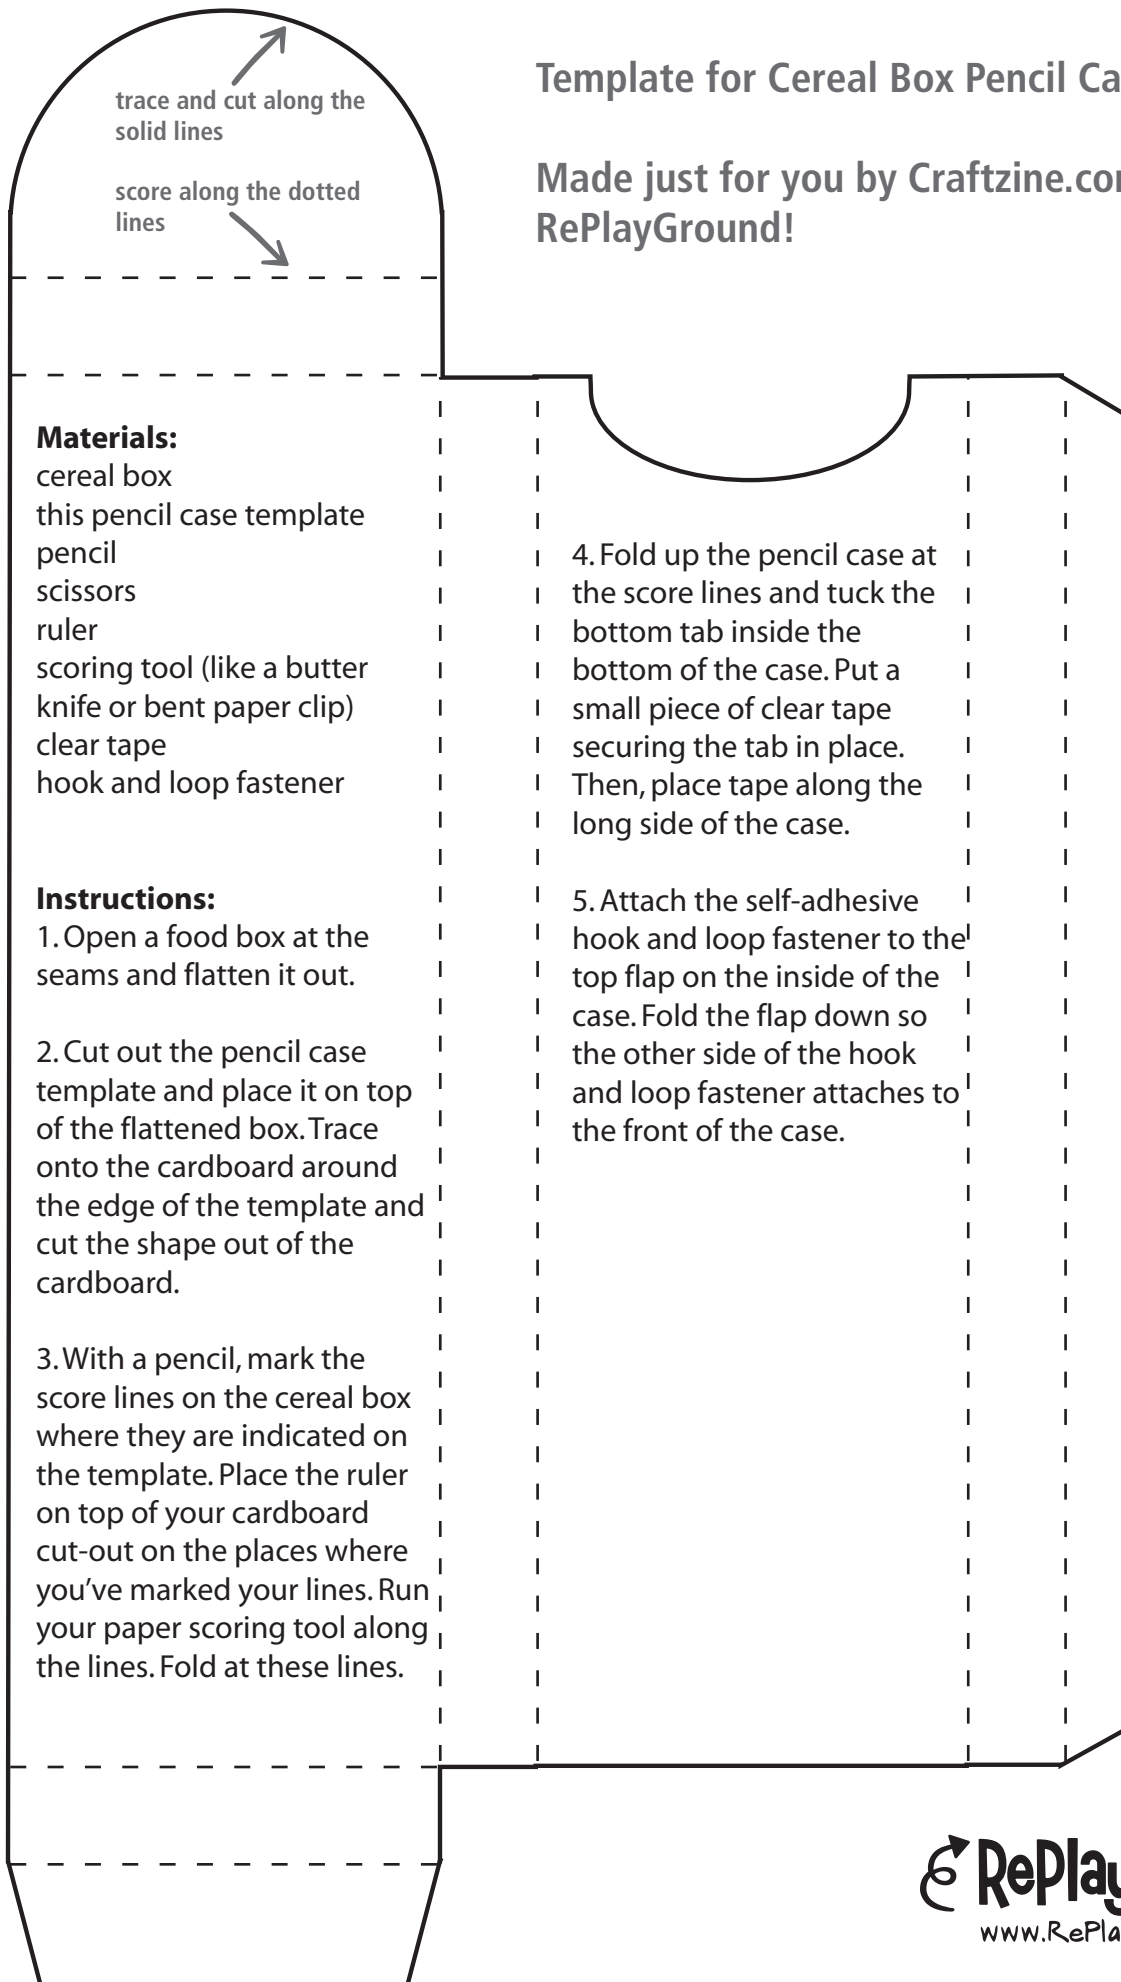 trace and cut along the
solid lines
score along the dotted
lines
Template for Cereal Box Pencil Ca
Made just for you by Craftzine.co
RePlayGround!
Materials:
cereal box
this pencil case template
pencil
scissors
ruler
scoring tool (like a butter
knife or bent paper clip)
clear tape
hook and loop fastener
Instructions:
1. Open a food box at the
seams and flatten it out.
2. Cut out the pencil case
template and place it on top
of the flattened box. Trace
onto the cardboard around
the edge of the template and
cut the shape out of the
cardboard.
3. With a pencil, mark the
score lines on the cereal box
where they are indicated on
the template. Place the ruler
on top of your cardboard
cut-out on the places where
you've marked your lines. Run
your paper scoring tool along
the lines. Fold at these lines.
4. Fold up the pencil case at
the score lines and tuck the
bottom tab inside the
bottom of the case. Put a
small piece of clear tape
securing the tab in place.
Then, place tape along the
long side of the case.
5. Attach the self-adhesive
hook and loop fastener to the
top flap on the inside of the
case. Fold the flap down so
the other side of the hook
and loop fastener attaches to
the front of the case.
RePlay
www.RePla